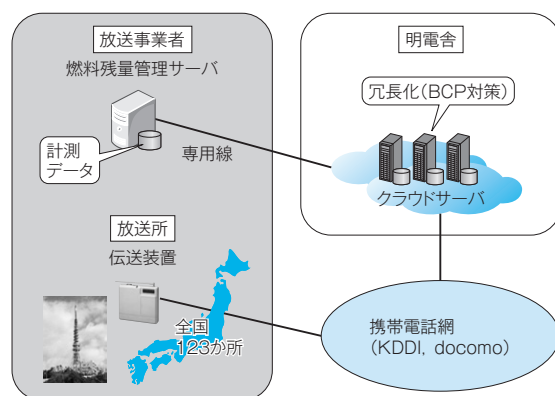 放送事業者
燃料残量管理サーバ
計測
データ
専用線
放送所
伝送装置
全国
123か所
明電舎
冗長化(BCP対策)
クラウドサーバ
携帯電話網
(KDDI, docomo)